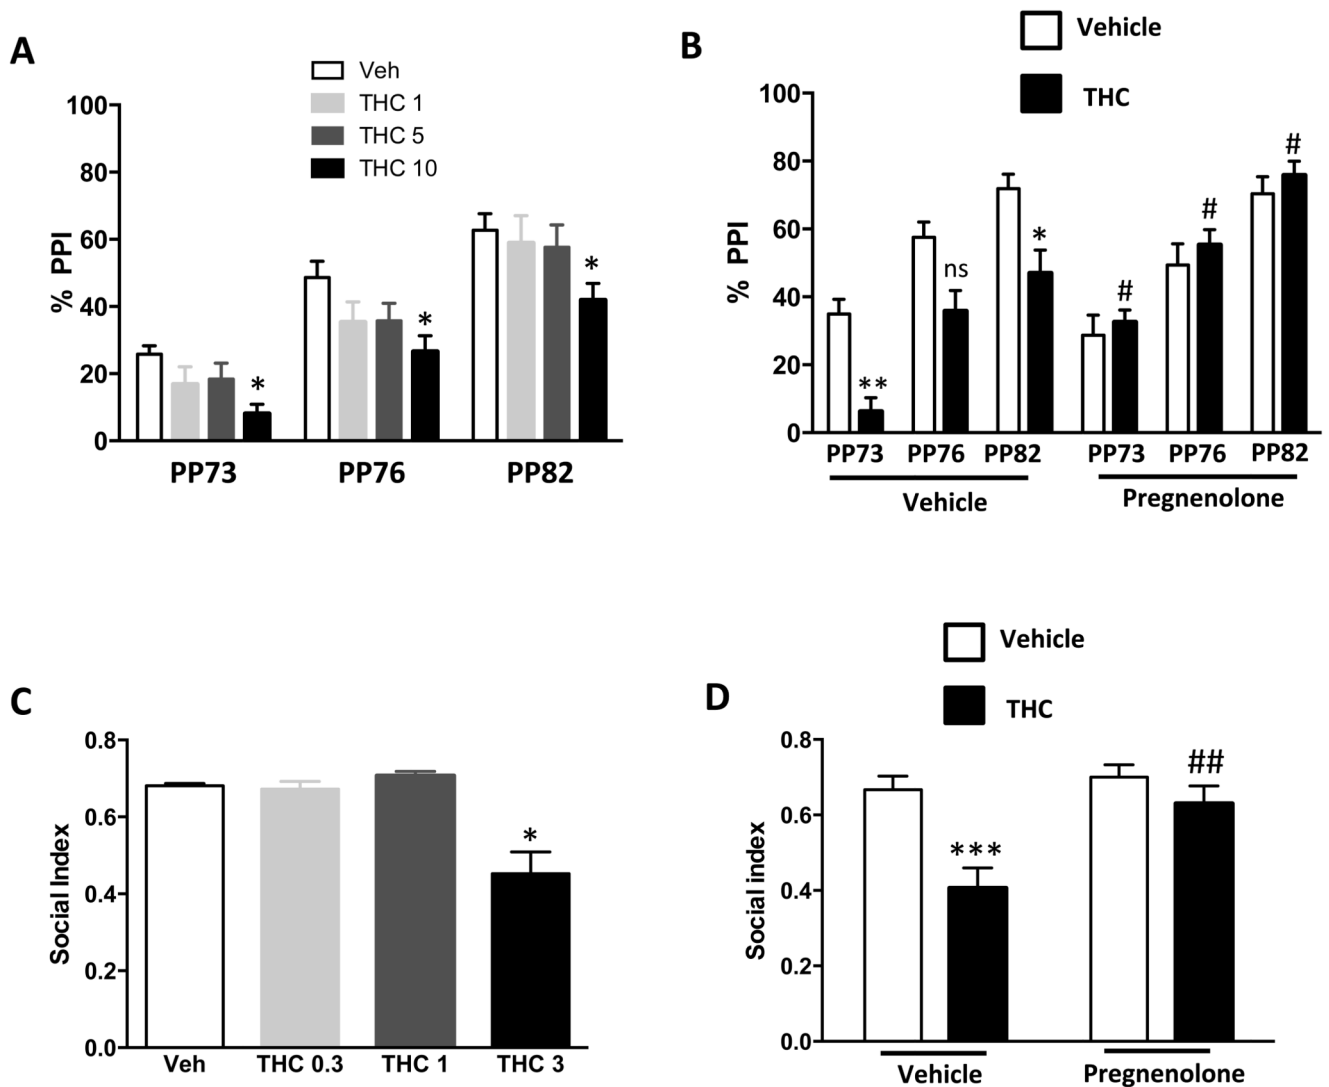 A
Veh
THC 1
THC 5
THC 10
% PPI
100
80
60
40
20
0
*
*
*
PP73 PP76 PP82
B
Vehicle
THC
% PPI
100
80
60
40
20
0
**
ns
*
#
#
#
PP73 PP76 PP82 PP73 PP76 PP82
Vehicle Pregnenolone
C
Social Index
0.8
0.6
0.4
0.2
0.0
*
Veh THC 0.3 THC 1 THC 3
D
Vehicle
THC
Social index
0.8
0.6
0.4
0.2
0.0
***
##
Vehicle Pregnenolone